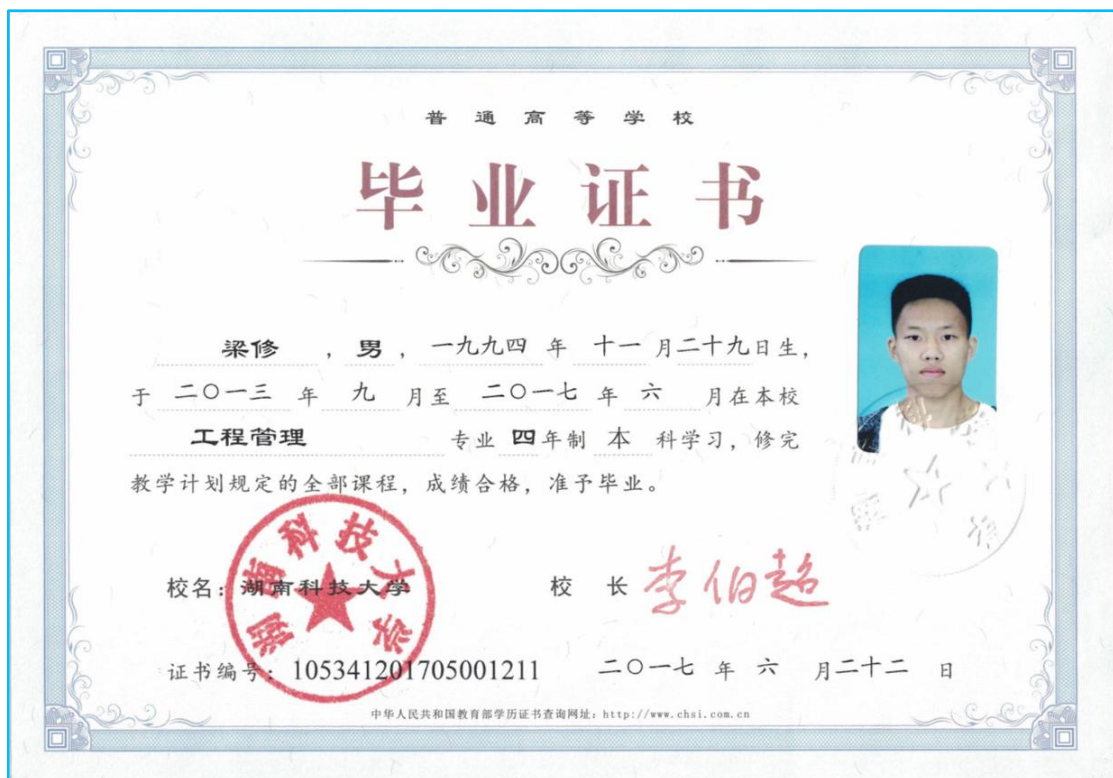 普通高等学校
毕业证书
梁修，男，一九九四年十一月二十九日生，
于二〇一三年九月至二〇一七年六月在本校
工程管理专业四年制本科学习，修完
教学计划规定的全部课程，成绩合格，准予毕业。
校名：湖南科技大学 校长 李伯超
湖南科技大学
证书编号：105341201705001211 二〇一七年六月二十二日
中华人民共和国教育部学历证书查询网址：http://www.chsi.com.cn